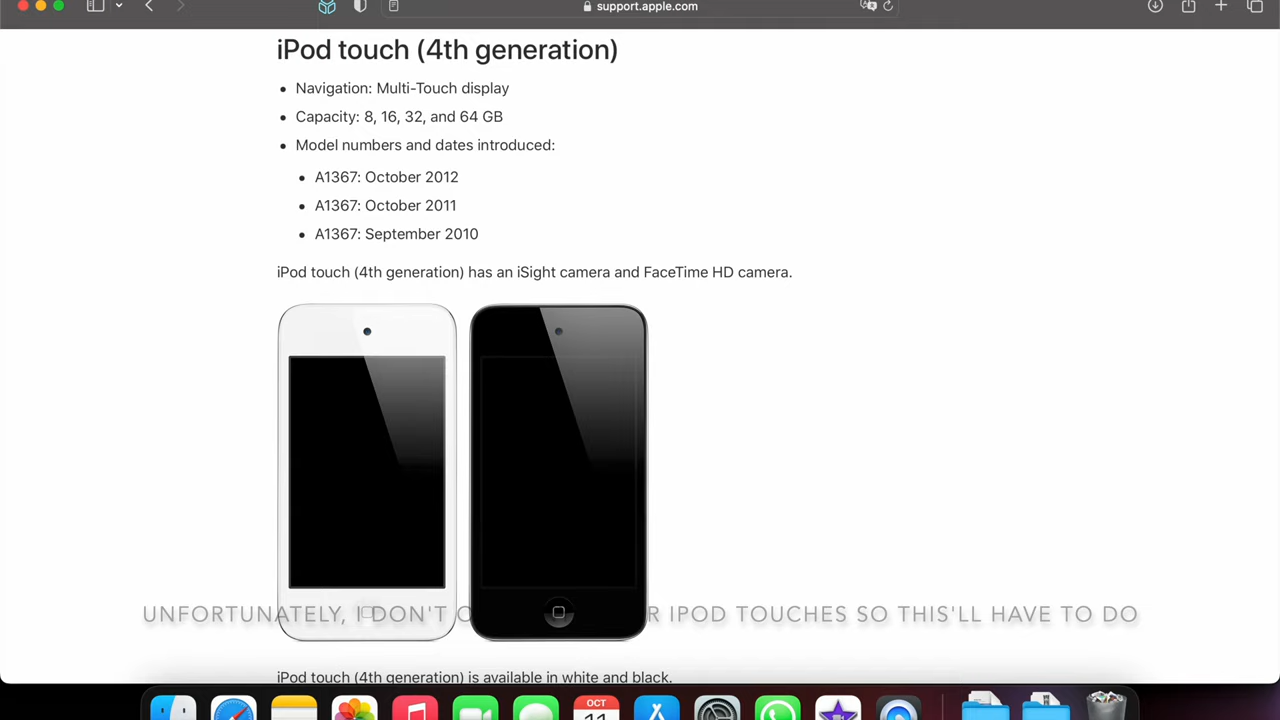 support.apple.com
iPod touch (4th generation)
Navigation: Multi-Touch display
Capacity: 8, 16, 32, and 64 GB
Model numbers and dates introduced:
A1367: October 2012
A1367: October 2011
A1367: September 2010
iPod touch (4th generation) has an iSight camera and FaceTime HD camera.
UNFORTUNATELY, I DON'T IPOD TOUCHES SO THIS'LL HAVE TO DO
iPod touch (4th generation) is available in white and black.
OCT
11